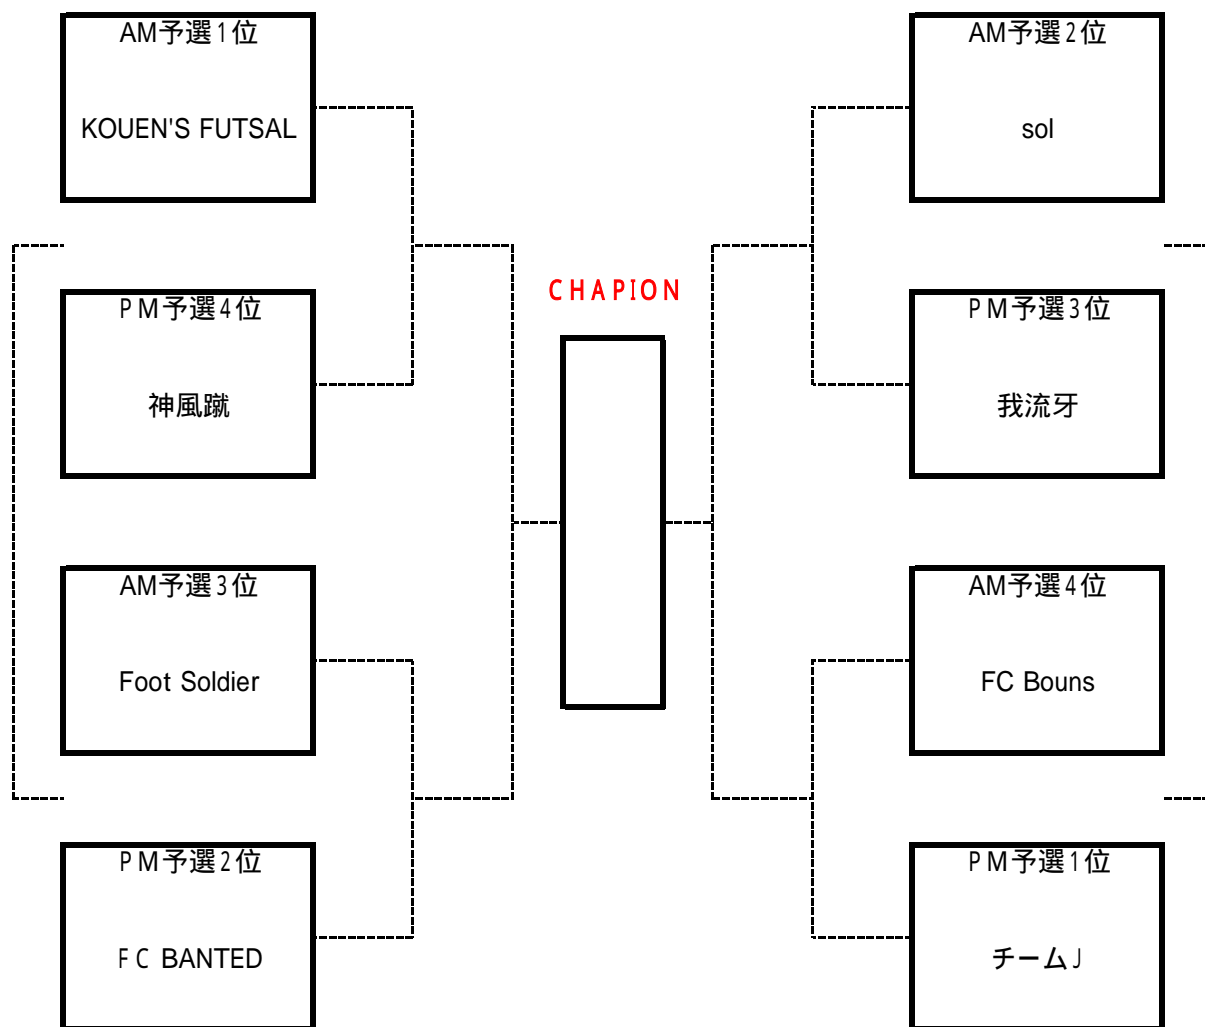 AM予選1位
KOUEN'S FUTSAL
AM予選2位
sol
CHAPION
PM予選4位
神風蹴
PM予選3位
我流牙
AM予選3位
Foot Soldier
AM予選4位
FC Bouns
PM予選2位
FC BANTED
PM予選1位
チームJ